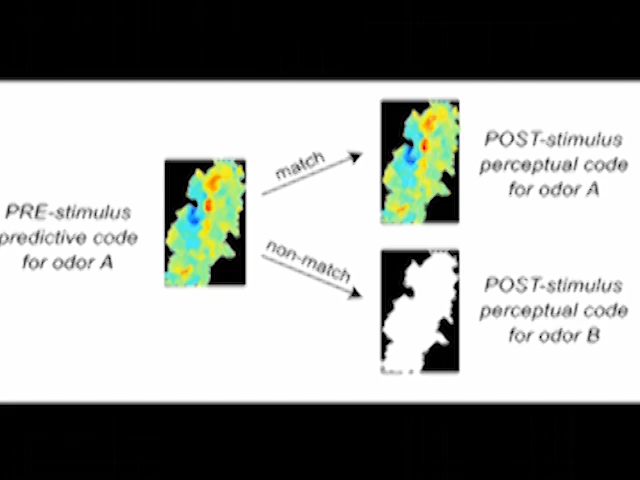 PRE-stimulus
predictive code
for odor A
match
non-match
POST-stimulus
perceptual code
for odor A
POST-stimulus
perceptual code
for odor B